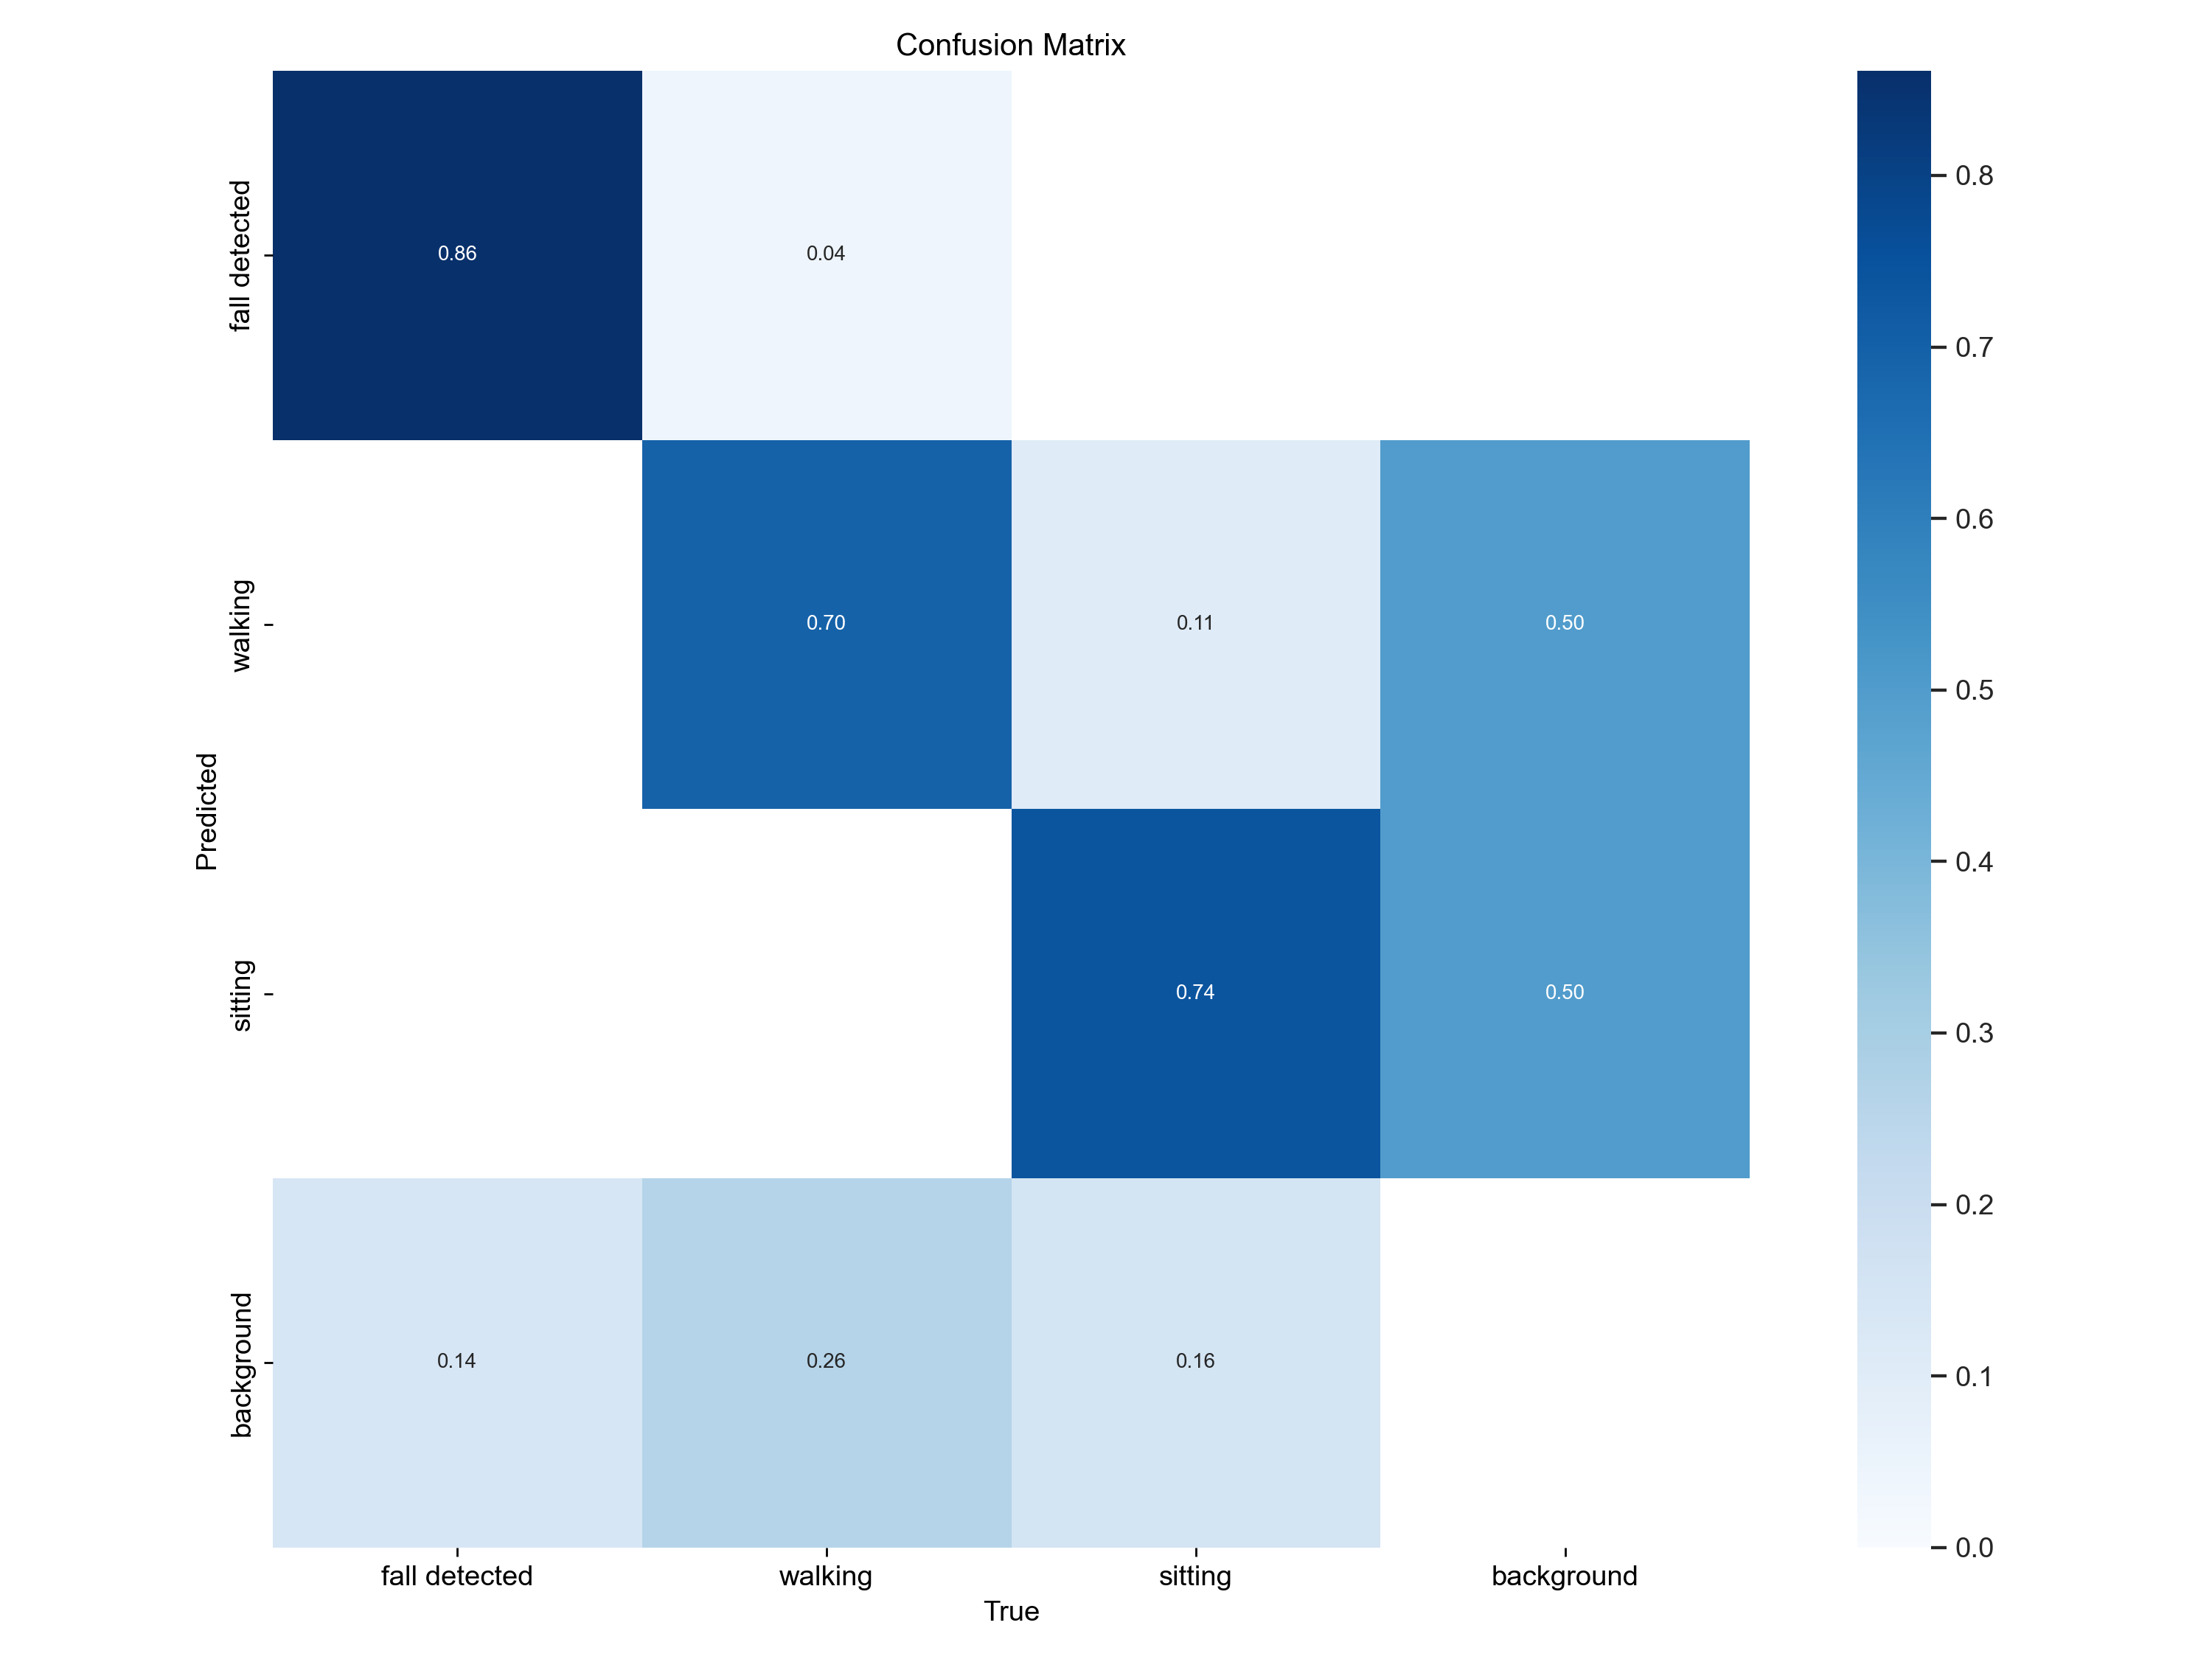 Confusion Matrix
fall detected
0.86
0.04
walking
0.70
0.11
0.50
Predicted
sitting
0.74
0.50
background
0.14
0.26
0.16
fall detected
walking
sitting
background
True
0.8
0.7
0.6
0.5
0.4
0.3
0.2
0.1
0.0